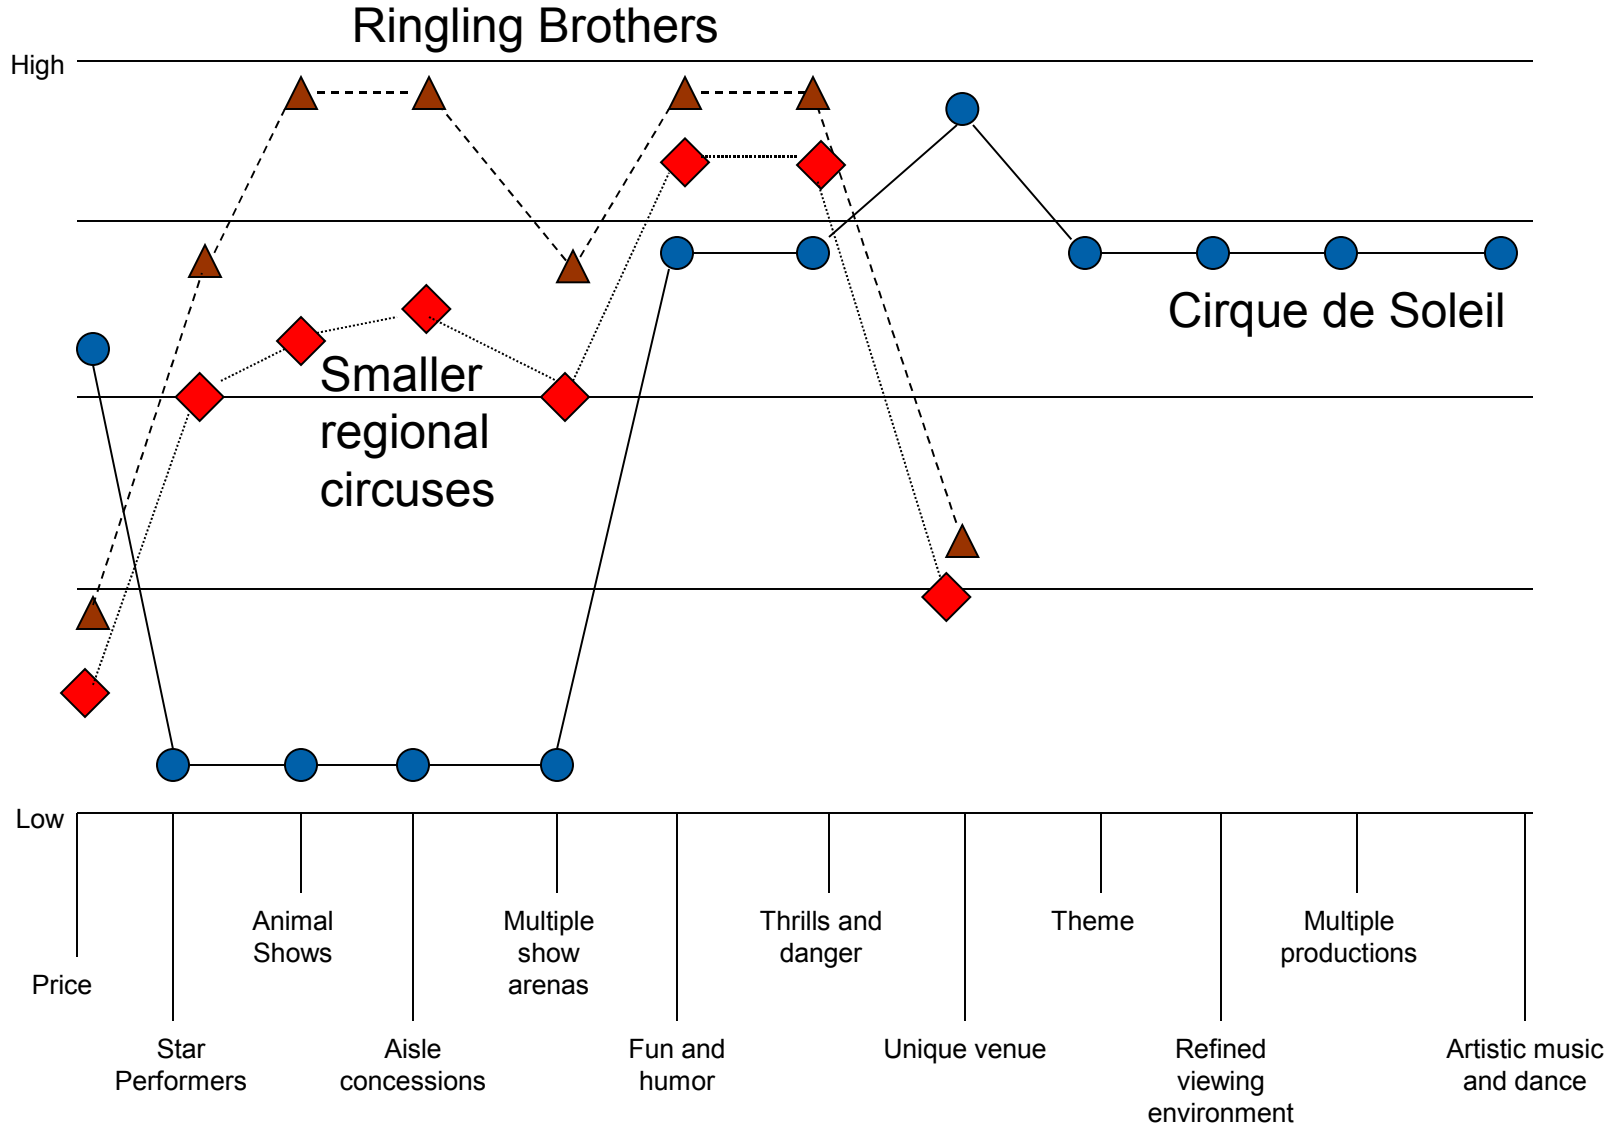 Ringling Brothers
High
Cirque de Soleil
Smaller
regional
circuses
Low
Animal
Shows
Multiple
show
arenas
Thrills and
danger
Theme
Multiple
productions
Price
Star
Performers
Aisle
concessions
Fun and
humor
Unique venue
Refined
viewing
environment
Artistic music
and dance